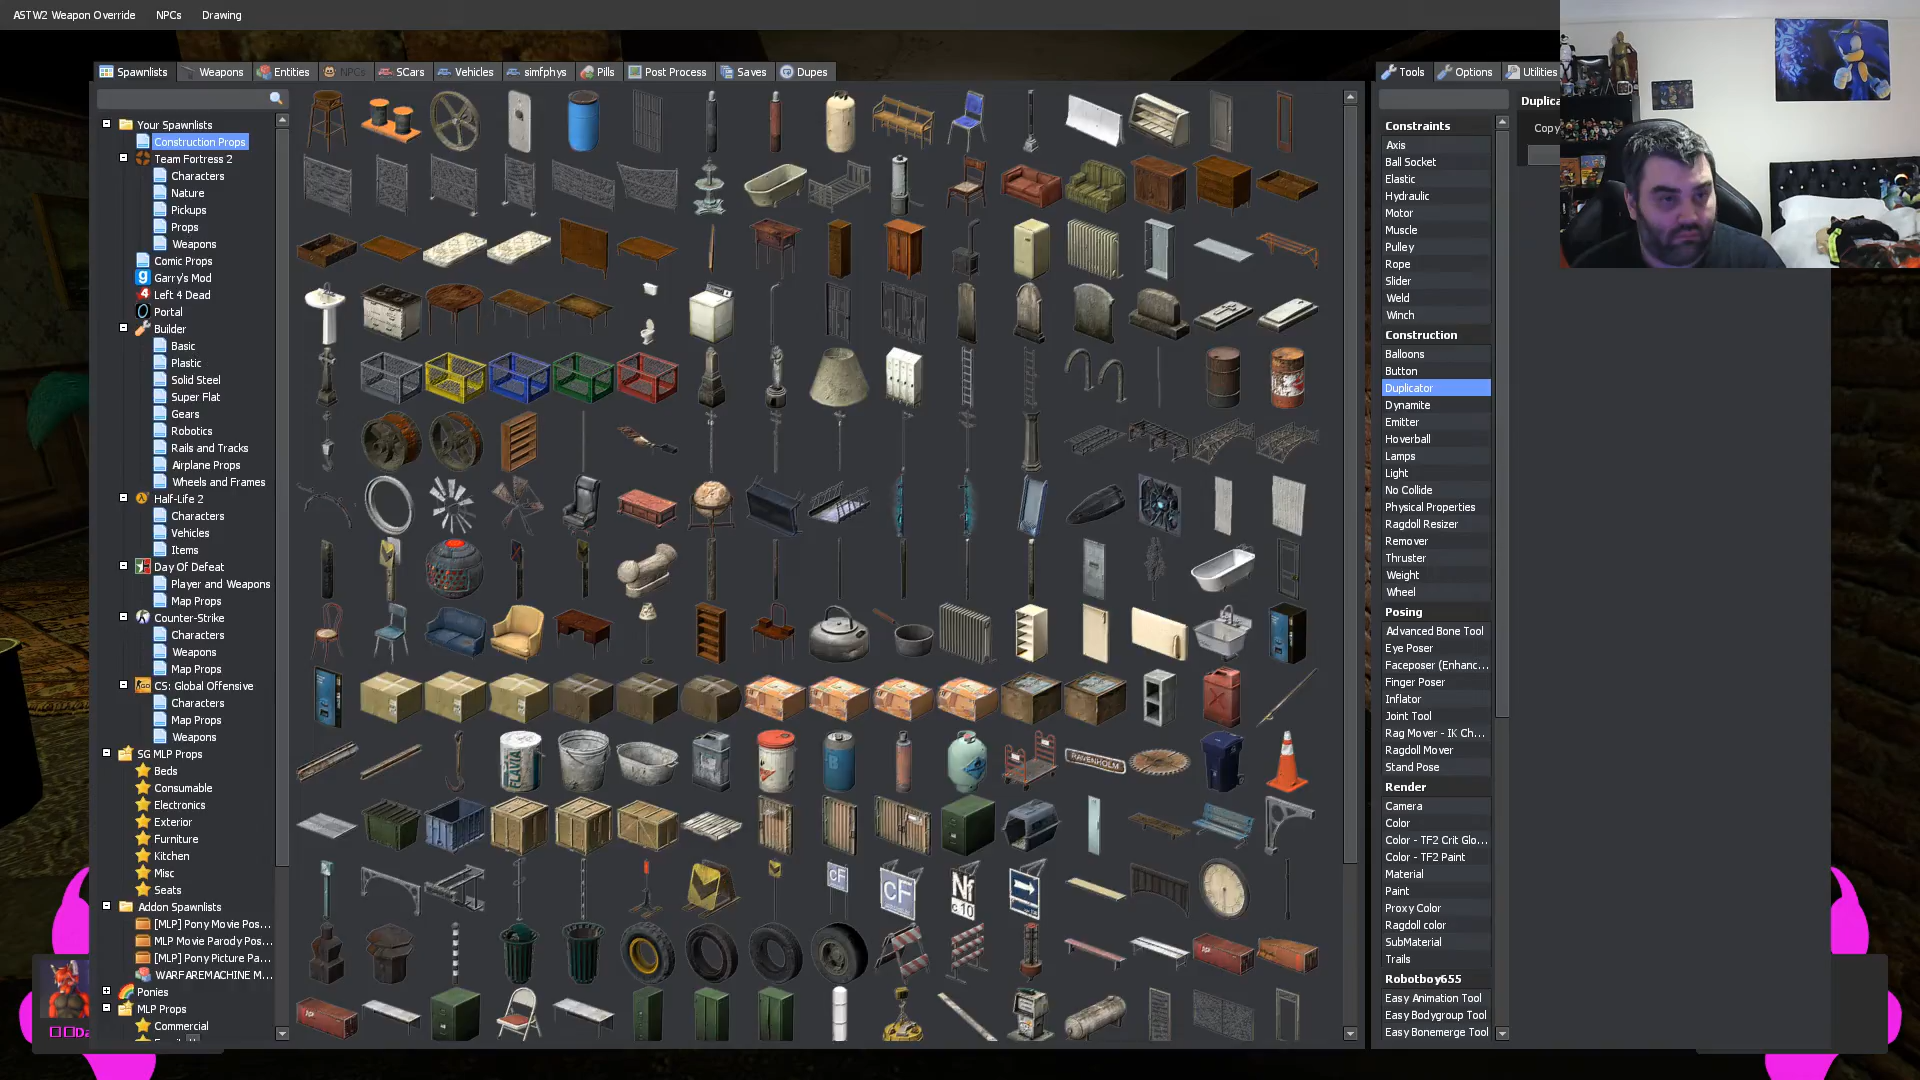 ASTW2 Weapon Override NPCs Drawing
Spawnlists Weapons Entities NPCs SCars Vehicles simfphys Pills Post Process Saves Dupes
Your Spawnlists
Construction Props
Team Fortress 2
Characters
Nature
Pickups
Props
Weapons
Comic Props
Garry's Mod
Left 4 Dead
Portal
Builder
Basic
Plastic
Solid Steel
Super Flat
Gears
Robotics
Rails and Tracks
Airplane Props
Wheels and Frames
Half-Life 2
Characters
Vehicles
Items
Day Of Defeat
Player and Weapons
Map Props
Counter-Strike
Characters
Weapons
Map Props
CS: Global Offensive
Characters
Map Props
Weapons
SG MLP Props
Beds
Consumable
Electronics
Exterior
Furniture
Kitchen
Misc
Seats
Addon Spawnlists
[MLP] Pony Movie Pos...
MLP Movie Parody Pos...
[MLP] Pony Picture Pa...
WARFAREMACHINE M...
Ponies
MLP Props
Commercial
RAVENHOLM
cF
cF
Nf
c 10
Tools Options Utilities
Constraints
Axis
Ball Socket
Elastic
Hydraulic
Motor
Muscle
Pulley
Rope
Slider
Weld
Winch
Construction
Balloons
Button
Duplicator
Dynamite
Emitter
Hoverball
Lamps
Light
No Collide
Physical Properties
Ragdoll Resizer
Remover
Thruster
Weight
Wheel
Posing
Advanced Bone Tool
Eye Poser
Faceposer (Enhanc...
Finger Poser
Inflator
Joint Tool
Rag Mover - IK Ch...
Ragdoll Mover
Stand Pose
Render
Camera
Color
Color - TF2 Crit Glo...
Color - TF2 Paint
Material
Paint
Proxy Color
Ragdoll color
SubMaterial
Trails
Robotboy655
Easy Animation Tool
Easy Bodygroup Tool
Easy Bonemerge Tool
Duplica
Copy